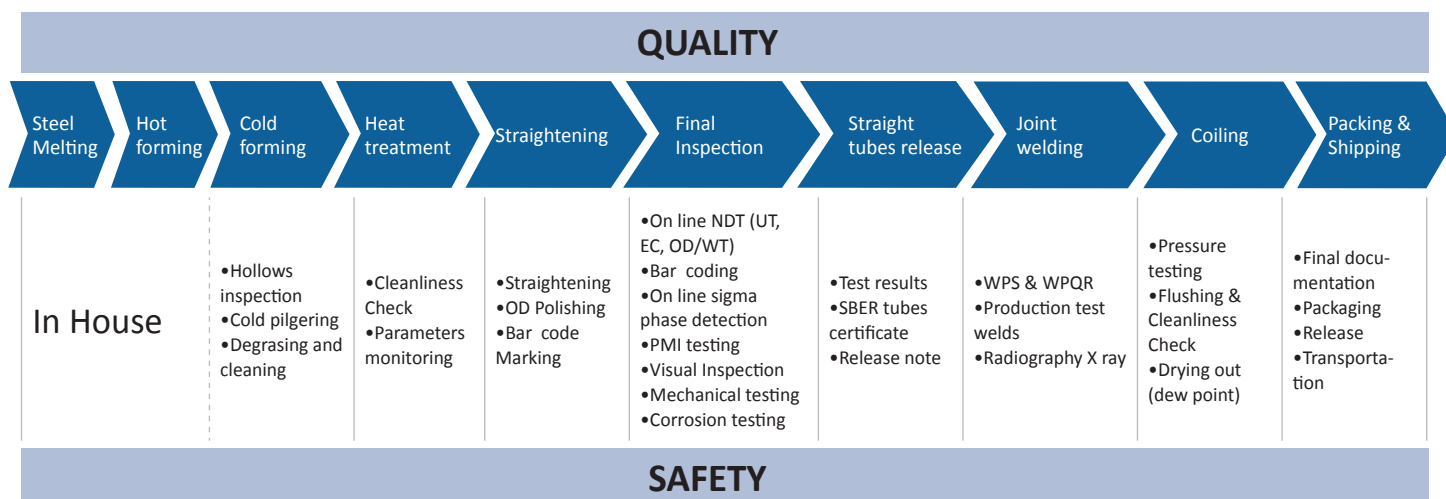 QUALITY
Steel
Melting
Hot
forming
Cold
forming
Heat
treatment
Straightening
Final
Inspection
Straight
tubes release
Joint
welding
Coiling
Packing &
Shipping
In House
•Hollows
inspection
•Cold pilgering
•Degrasing and
cleaning
•Cleanliness
Check
•Parameters
monitoring
•Straightening
•OD Polishing
•Bar code
Marking
•On line NDT (UT,
EC, OD/WT)
•Bar coding
•On line sigma
phase detection
•PMI testing
•Visual Inspection
•Mechanical testing
•Corrosion testing
•Test results
•SBER tubes
certificate
•Release note
•WPS & WPQR
•Production test
welds
•Radiography X ray
•Pressure
testing
•Flushing &
Cleanliness
Check
•Drying out
(dew point)
•Final docu-
mentation
•Packaging
•Release
•Transporta-
tion
SAFETY